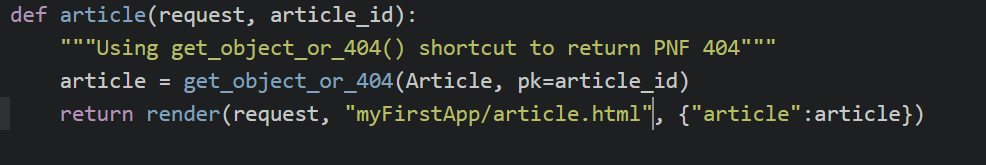 def article(request, article_id):
    """Using get_object_or_404() shortcut to return PNF 404"""
    article = get_object_or_404(Article, pk=article_id)
    return render(request, "myFirstApp/article.html", {"article":article})